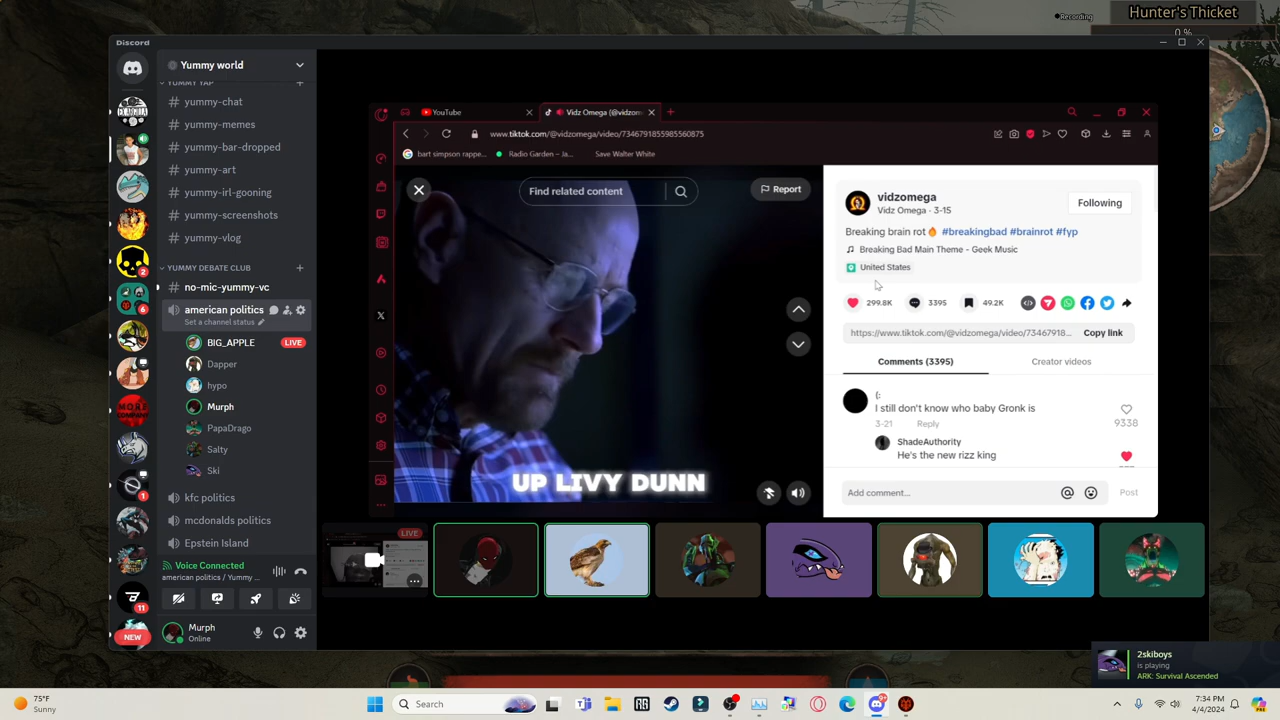 Recording
Hunter's Thicket
0 %
Discord
Yummy world
YUMMY YAP
yummy-chat
yummy-memes
yummy-bar-dropped
yummy-art
yummy-irl-gooning
yummy-screenshots
yummy-vlog
YUMMY DEBATE CLUB
no-mic-yummy-vc
american politics
Set a channel status
BIG_APPLE LIVE
Dapper
hypo
Murph
PapaDrago
Salty
Ski
kfc politics
mcdonalds politics
Epstein Island
Voice Connected
american politics / Yummy ...
Murph
Online
2
6
1
11
NEW
YouTube
Vidz Omega (@vidzom
www.tiktok.com/@vidzomega/video/7346791855985560875
bart simpson rappe...
Radio Garden – Ja...
Save Walter White
Find related content
Report
UP LIVY DUNN
vidzomega
Vidz Omega · 3-15
Following
Breaking brain rot🔥 #breakingbad #brainrot #fyp
Breaking Bad Main Theme - Geek Music
United States
299.8K
3395
49.2K
https://www.tiktok.com/@vidzomega/video/73467918...
Copy link
Comments (3395)
Creator videos
(:
I still don't know who baby Gronk is
3-21 Reply
9338
ShadeAuthority
He's the new rizz king
Add comment...
Post
LIVE
2skiboys
is playing
ARK: Survival Ascended
75°F
Sunny
Search
7:34 PM
4/4/2024